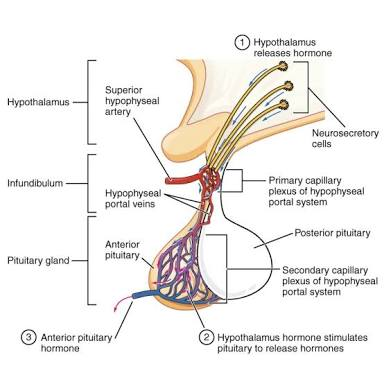 1 Hypothalamus
releases hormone
Superior
hypophyseal
artery
Hypothalamus
Neurosecretory
cells
Infundibulum
Primary capillary
plexus of hypophyseal
portal system
Hypophyseal
portal veins
Posterior pituitary
Anterior
pituitary
Pituitary gland
Secondary capillary
plexus of hypophyseal
portal system
3 Anterior pituitary
hormone
2 Hypothalamus hormone stimulates
pituitary to release hormones